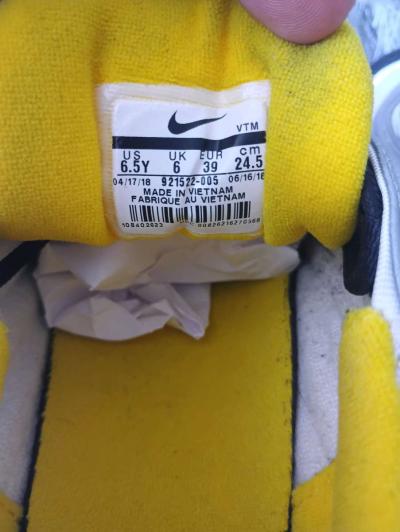 VTM
US UK EUR cm
6.5Y 6 39 24.5
04/17/18 921522-005 06/16/18
MADE IN VIETNAM
FABRIQUE AU VIETNAM